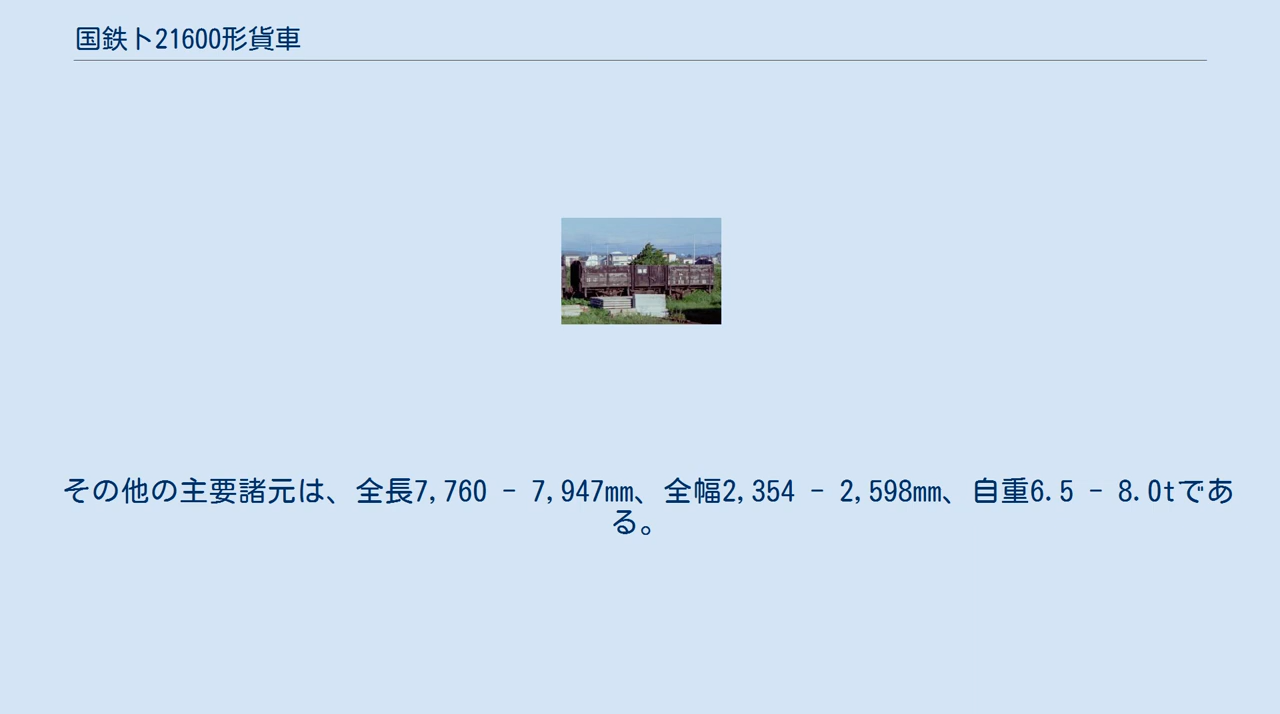 国鉄ト21600形貨車
その他の主要諸元は、全長7,760 - 7,947mm、全幅2,354 - 2,598mm、自重6.5 - 8.0tであ
る。